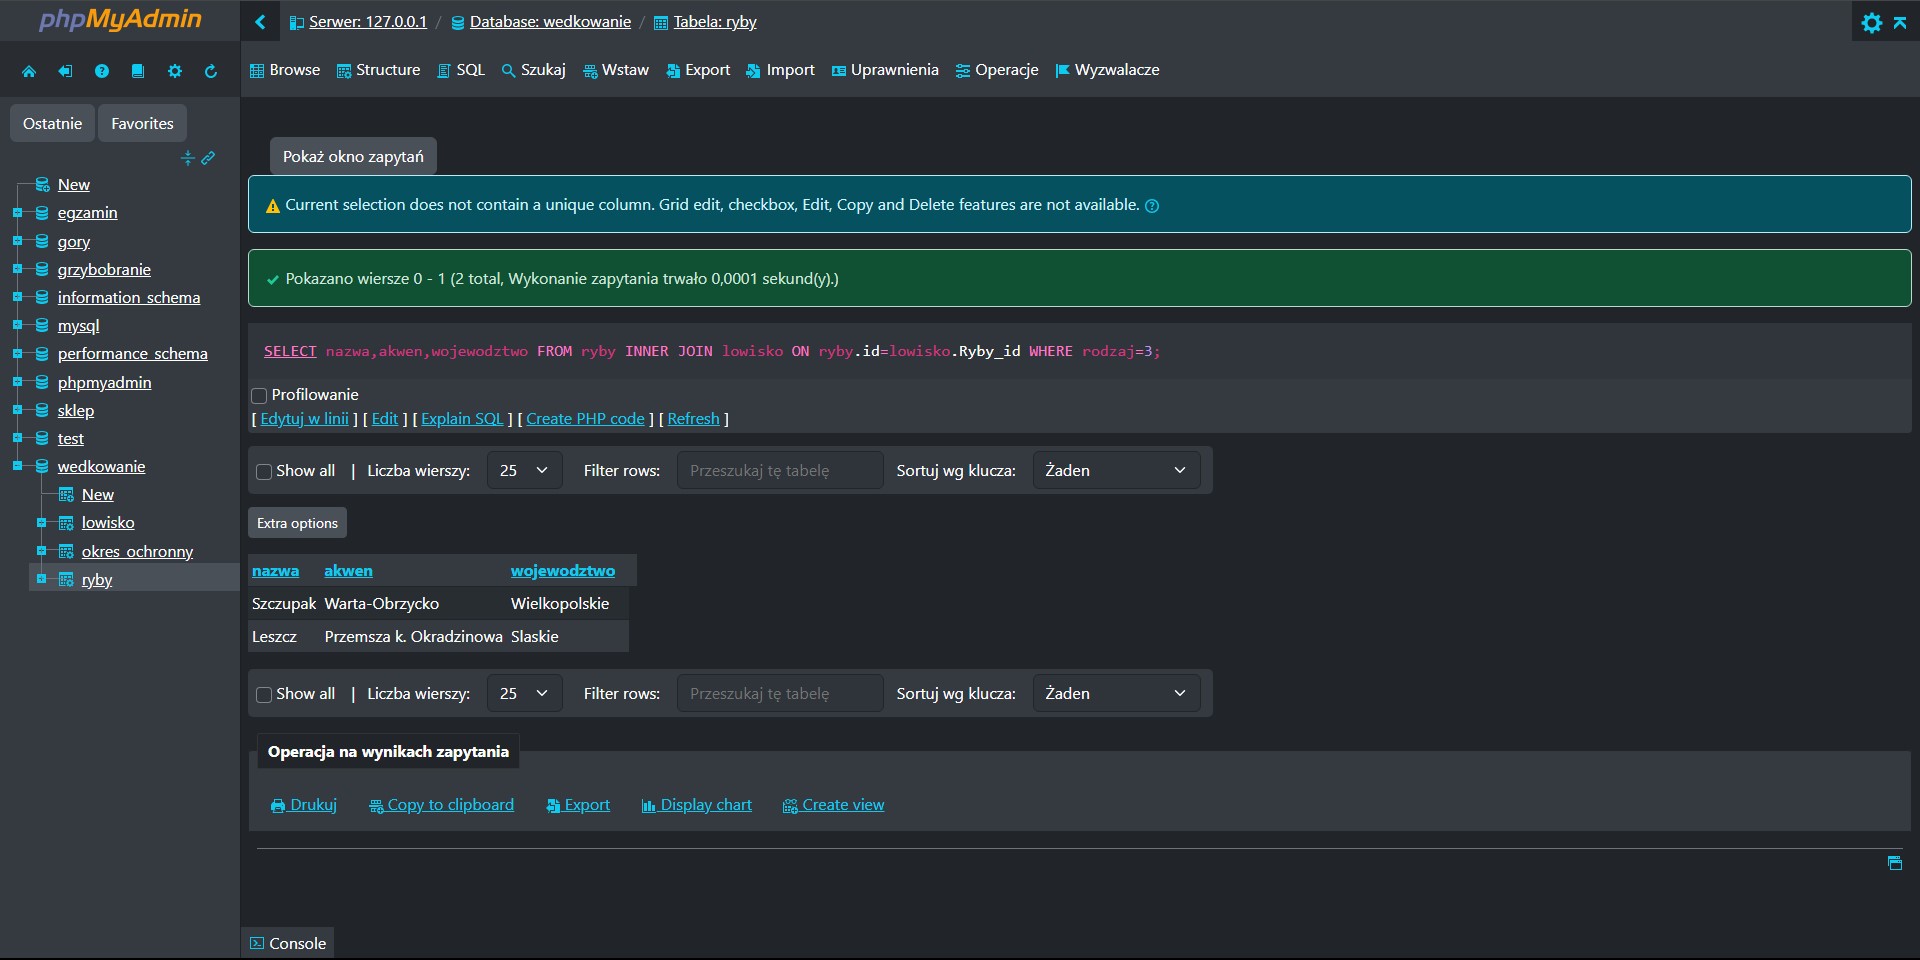 phpMyAdmin
Serwer: 127.0.0.1 / Database: wedkowanie / Tabela: ryby
Browse Structure SQL Szukaj Wstaw Export Import Uprawnienia Operacje Wyzwalacze
Ostatnie Favorites
New
egzamin
gory
grzybobranie
information_schema
mysql
performance_schema
phpmyadmin
sklep
test
wedkowanie
New
lowisko
okres_ochronny
ryby
Pokaż okno zapytań
Current selection does not contain a unique column. Grid edit, checkbox, Edit, Copy and Delete features are not available.
Pokazano wiersze 0 - 1 (2 total, Wykonanie zapytania trwało 0,0001 sekund(y).)
SELECT nazwa,akwen,wojewodztwo FROM ryby INNER JOIN lowisko ON ryby.id=lowisko.Ryby_id WHERE rodzaj=3;
Profilowanie
[ Edytuj w linii ] [ Edit ] [ Explain SQL ] [ Create PHP code ] [ Refresh ]
Show all | Liczba wierszy: 25 Filter rows: Przeszukaj tę tabelę Sortuj wg klucza: Żaden
Extra options
nazwa akwen wojewodztwo
Szczupak Warta-Obrzycko Wielkopolskie
Leszcz Przemsza k. Okradzinowa Slaskie
Show all | Liczba wierszy: 25 Filter rows: Przeszukaj tę tabelę Sortuj wg klucza: Żaden
Operacja na wynikach zapytania
Drukuj Copy to clipboard Export Display chart Create view
Console